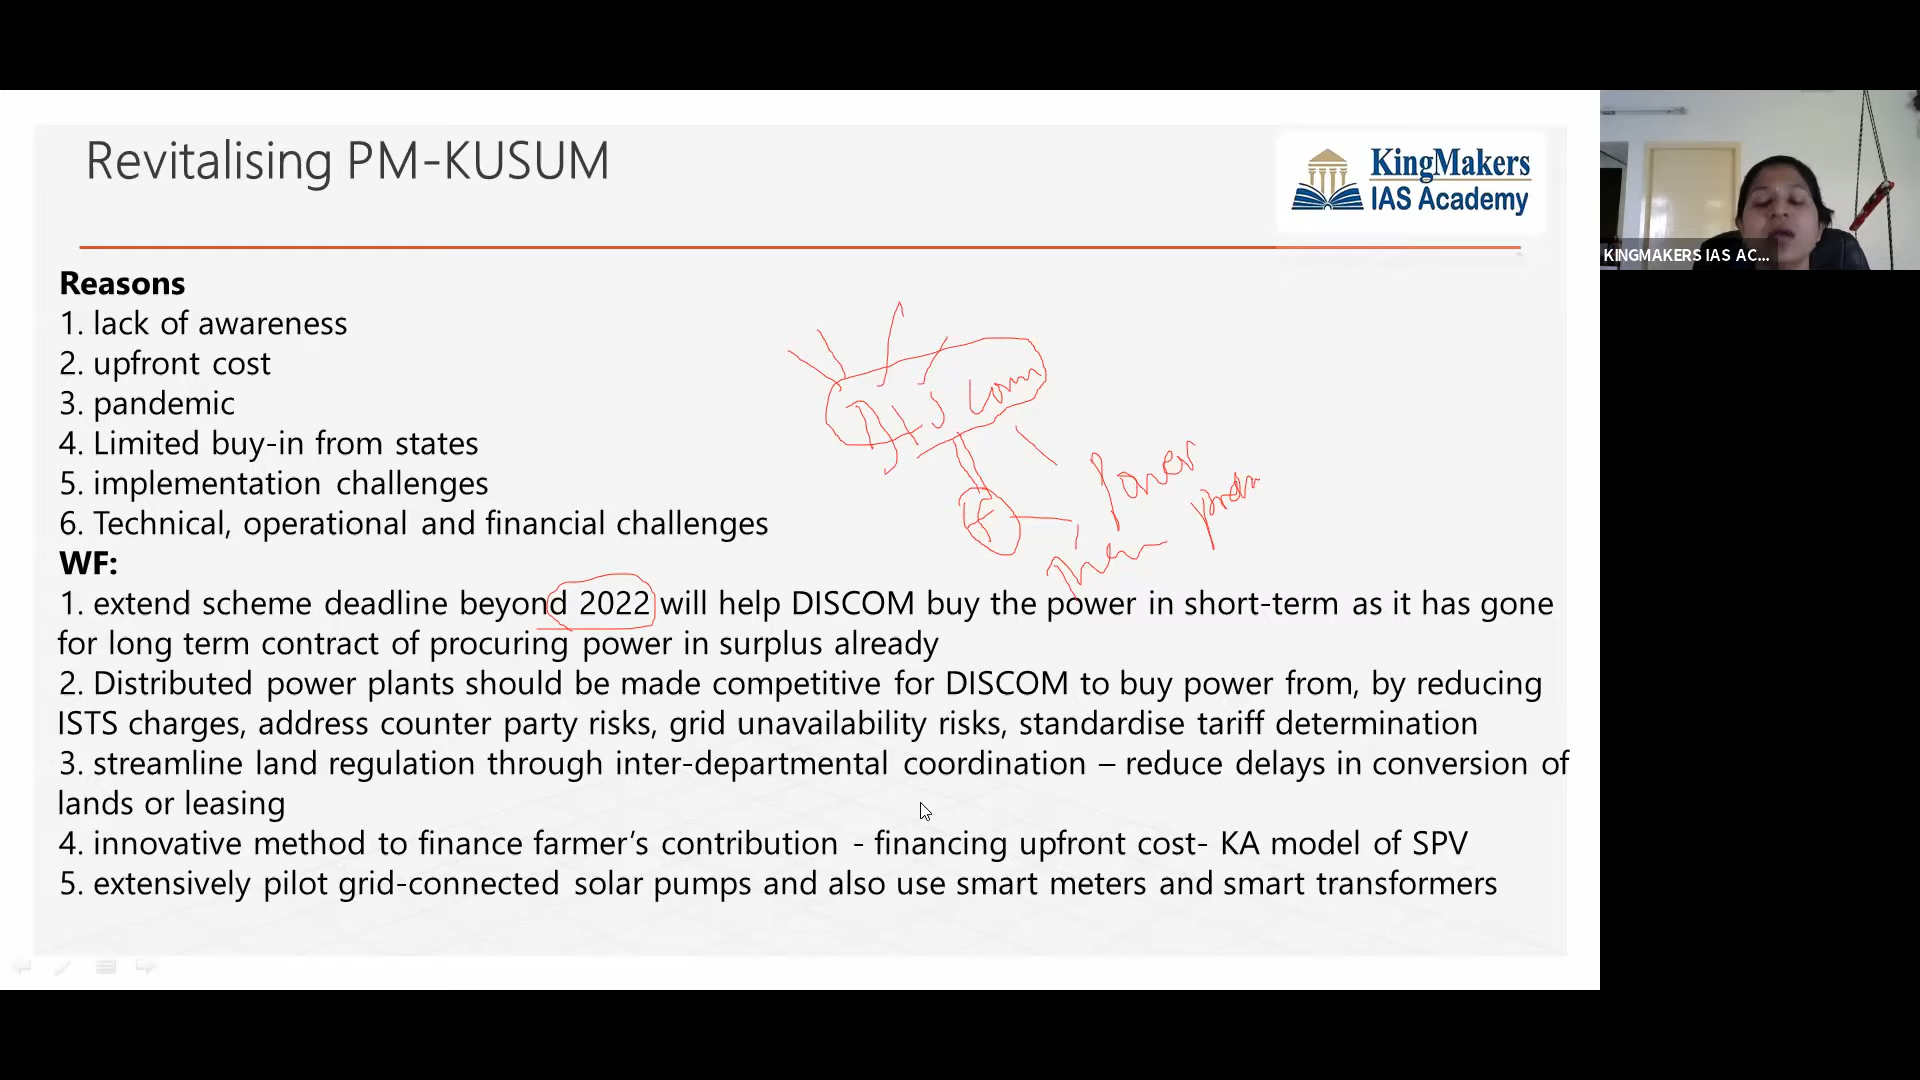 Revitalising PM-KUSUM
KingMakers
IAS Academy
KINGMAKERS IAS AC...
Reasons
1. lack of awareness
2. upfront cost
3. pandemic
4. Limited buy-in from states
5. implementation challenges
6. Technical, operational and financial challenges
DISCOM
Power
F
WF:
1. extend scheme deadline beyond 2022 will help DISCOM buy the power in short-term as it has gone
for long term contract of procuring power in surplus already
2. Distributed power plants should be made competitive for DISCOM to buy power from, by reducing
ISTS charges, address counter party risks, grid unavailability risks, standardise tariff determination
3. streamline land regulation through inter-departmental coordination – reduce delays in conversion of
lands or leasing
4. innovative method to finance farmer’s contribution - financing upfront cost- KA model of SPV
5. extensively pilot grid-connected solar pumps and also use smart meters and smart transformers